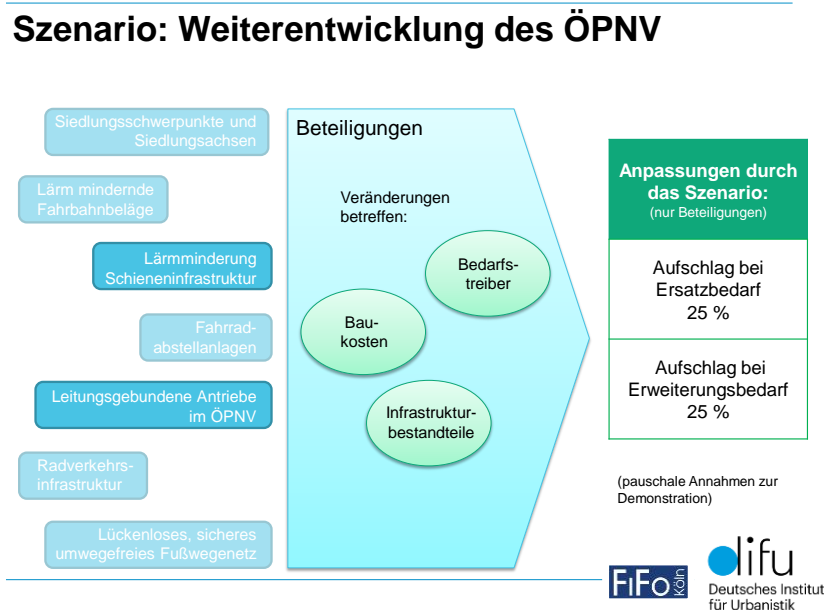 Szenario: Weiterentwicklung des ÖPNV
Siedlungsschwerpunkte und
Siedlungsachsen
Lärm mindernde
Fahrbahnbeläge
Lärmminderung
Schieneninfrastruktur
Fahrrad-
abstellanlagen
Leitungsgebundene Antriebe
im ÖPNV
Radverkehrs-
infrastruktur
Lückenloses, sicheres
umwegefreies Fußwegenetz
Beteiligungen
Veränderungen
betreffen:
Bedarfs-
treiber
Bau-
kosten
Infrastruktur-
bestandteile
Anpassungen durch
das Szenario:
(nur Beteiligungen)
Aufschlag bei
Ersatzbedarf
25 %
Aufschlag bei
Erweiterungsbedarf
25 %
(pauschale Annahmen zur
Demonstration)
FiFo Köln
difu
Deutsches Institut
für Urbanistik